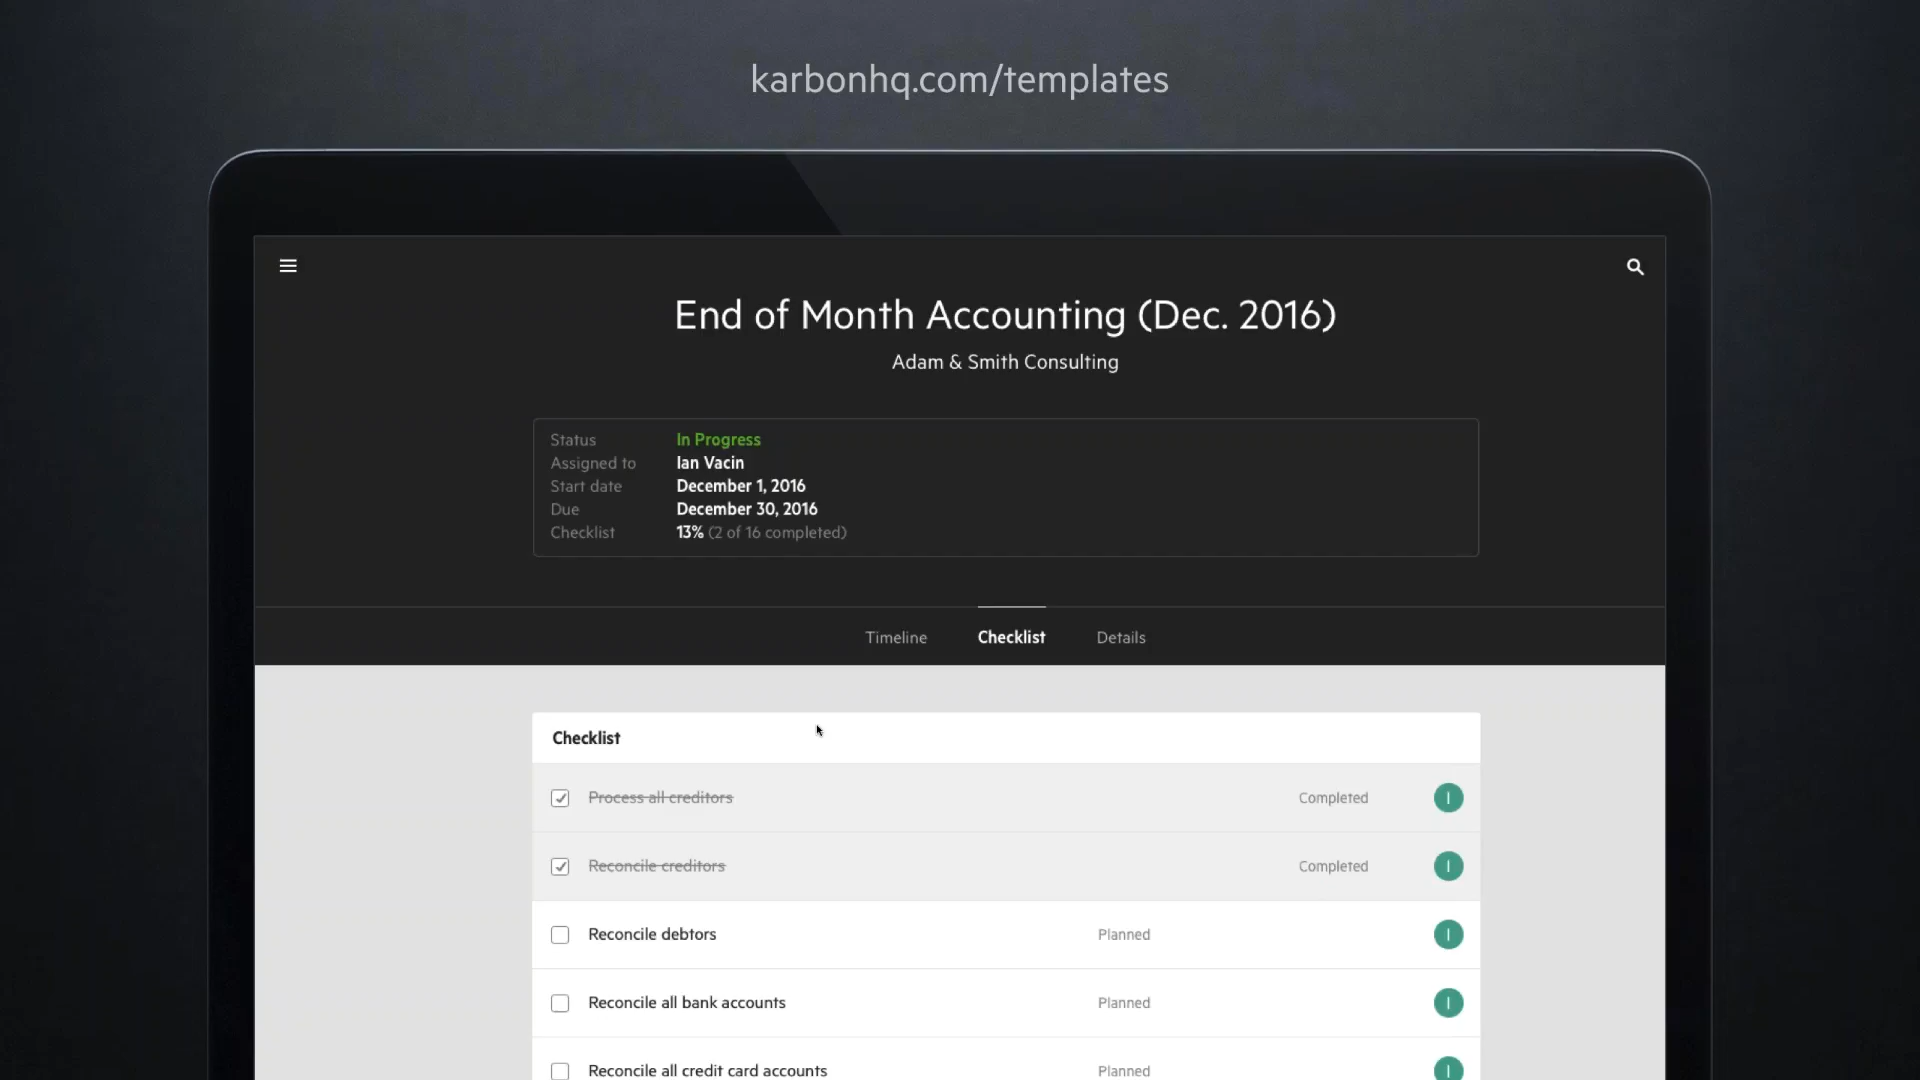 karbonhq.com/templates
End of Month Accounting (Dec. 2016)
Adam & Smith Consulting
Status In Progress
Assigned to Ian Vacin
Start date December 1, 2016
Due December 30, 2016
Checklist 13% (2 of 16 completed)
Timeline Checklist Details
Checklist
Process all creditors Completed I
Reconcile creditors Completed I
Reconcile debtors Planned I
Reconcile all bank accounts Planned I
Reconcile all credit card accounts Planned I